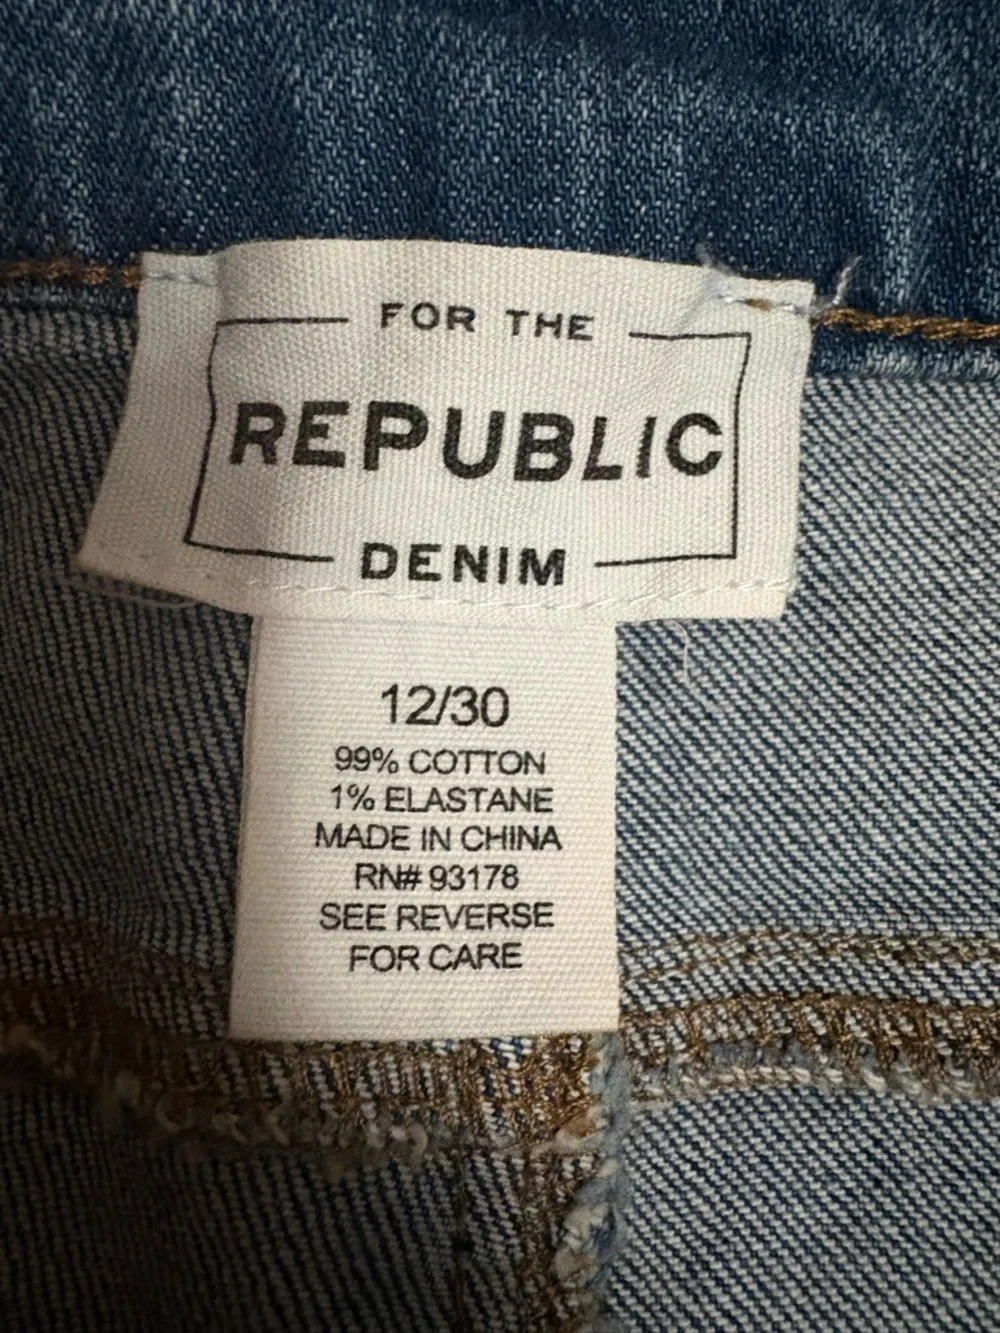 FOR THE
REPUBLIC
DENIM
12/30
99% COTTON
1% ELASTANE
MADE IN CHINA
RN# 93178
SEE REVERSE
FOR CARE